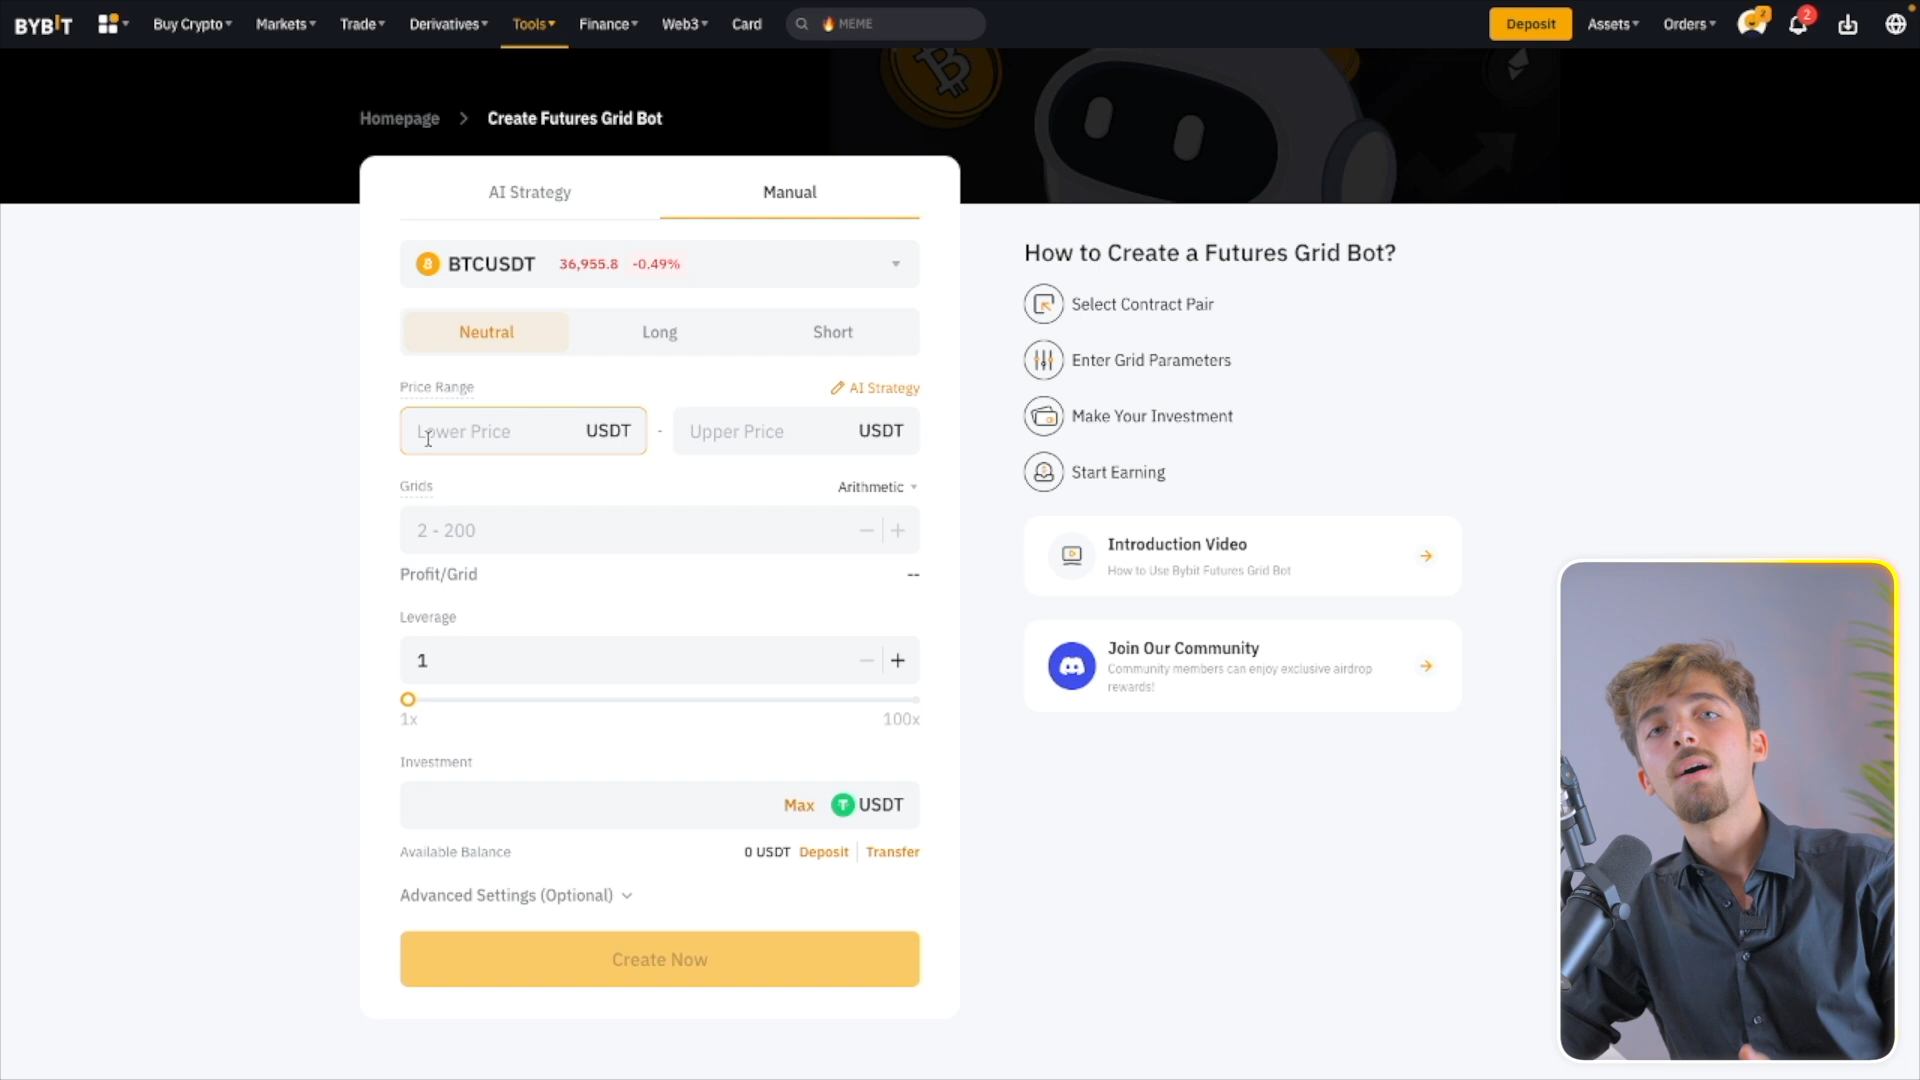 BYBIT
Buy Crypto
Markets
Trade
Derivatives
Tools
Finance
Web3
Card
MEME
Deposit
Assets
Orders
2
2
Homepage > Create Futures Grid Bot
AI Strategy
Manual
BTCUSDT 36,955.8 -0.49%
Neutral
Long
Short
Price Range
AI Strategy
Lower Price USDT - Upper Price USDT
Grids
Arithmetic
2 - 200
Profit/Grid --
Leverage
1
1x
100x
Investment
Max USDT
Available Balance 0 USDT Deposit Transfer
Advanced Settings (Optional)
Create Now
How to Create a Futures Grid Bot?
Select Contract Pair
Enter Grid Parameters
Make Your Investment
Start Earning
Introduction Video
How to Use Bybit Futures Grid Bot
Join Our Community
Community members can enjoy exclusive airdrop
rewards!